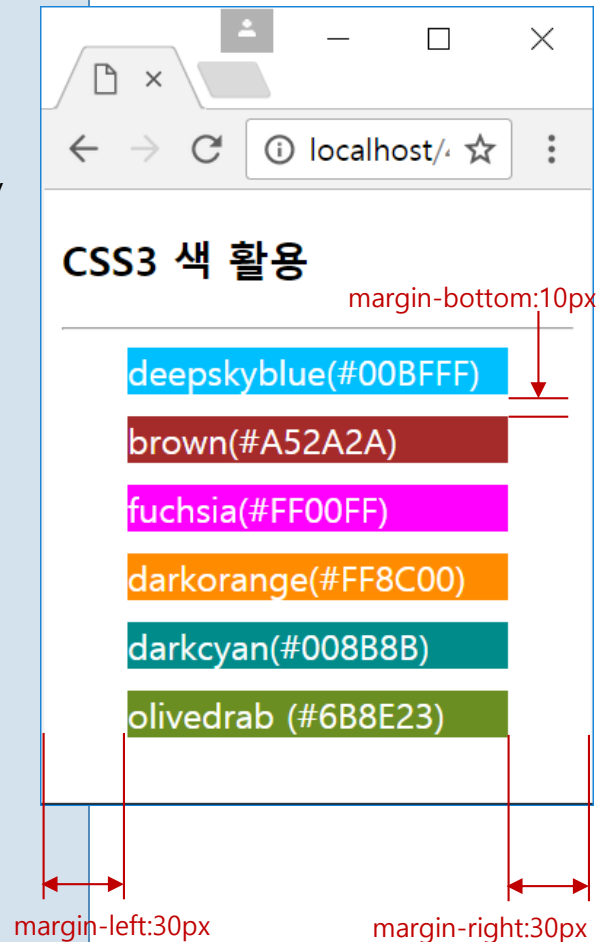 localhost/
CSS3 색 활용
margin-bottom:10px
deepskyblue(#00BFFF)
brown(#A52A2A)
fuchsia(#FF00FF)
darkorange(#FF8C00)
darkcyan(#008B8B)
olivedrab (#6B8E23)
margin-left:30px
margin-right:30px